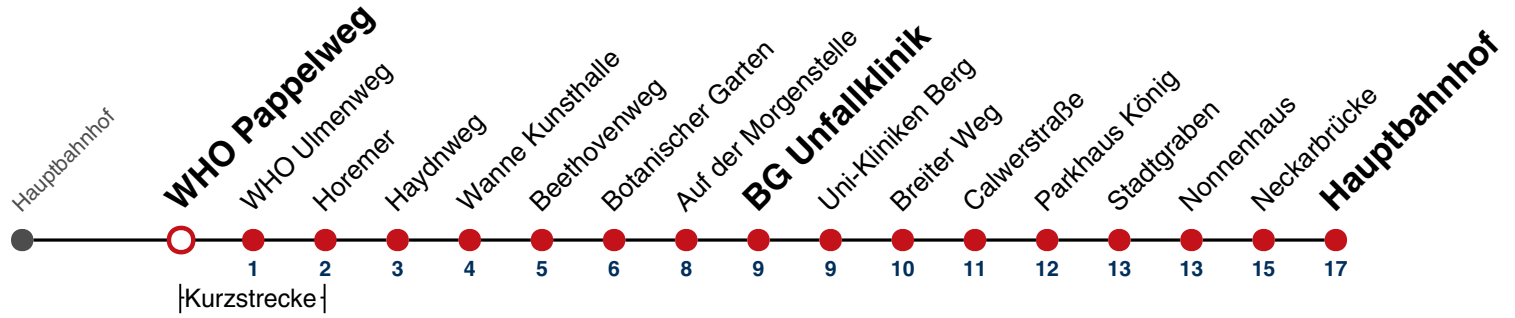 Hauptbahnhof
WHO Pappelweg
WHO Ulmenweg
Horemer
Haydnweg
Wanne Kunsthalle
Beethovenweg
Botanischer Garten
Auf der Morgenstelle
BG Unfallklinik
Uni-Kliniken Berg
Breiter Weg
Calwerstraße
Parkhaus König
Stadtgraben
Nonnenhaus
Neckarbrücke
Hauptbahnhof
1 2 3 4 5 6 8 9 9 10 11 12 13 13 15 17
Kurzstrecke